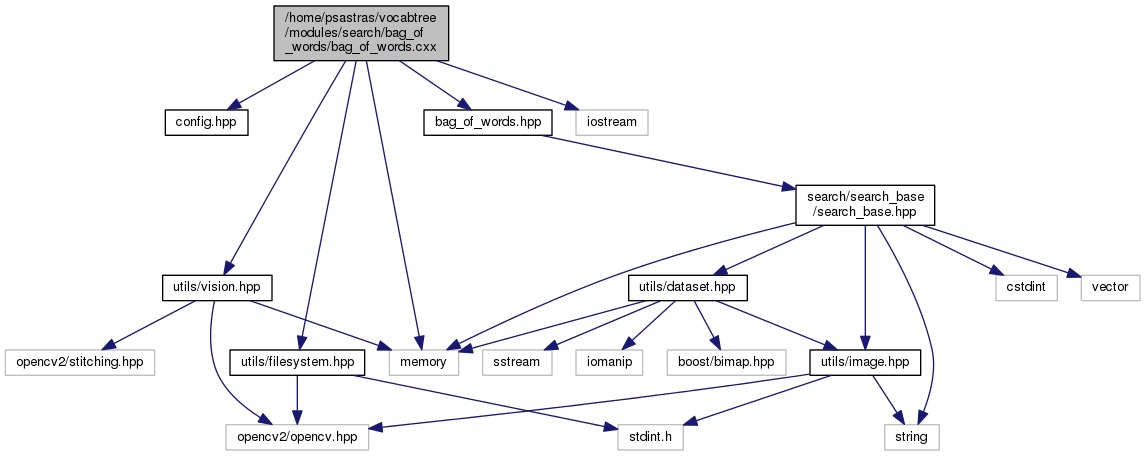 /home/psastras/vocabtree
/modules/search/bag_of
_words/bag_of_words.cxx
config.hpp
bag_of_words.hpp
iostream
search/search_base
/search_base.hpp
utils/vision.hpp
utils/dataset.hpp
cstdint
vector
opencv2/stitching.hpp
utils/filesystem.hpp
memory
sstream
iomanip
boost/bimap.hpp
utils/image.hpp
opencv2/opencv.hpp
stdint.h
string